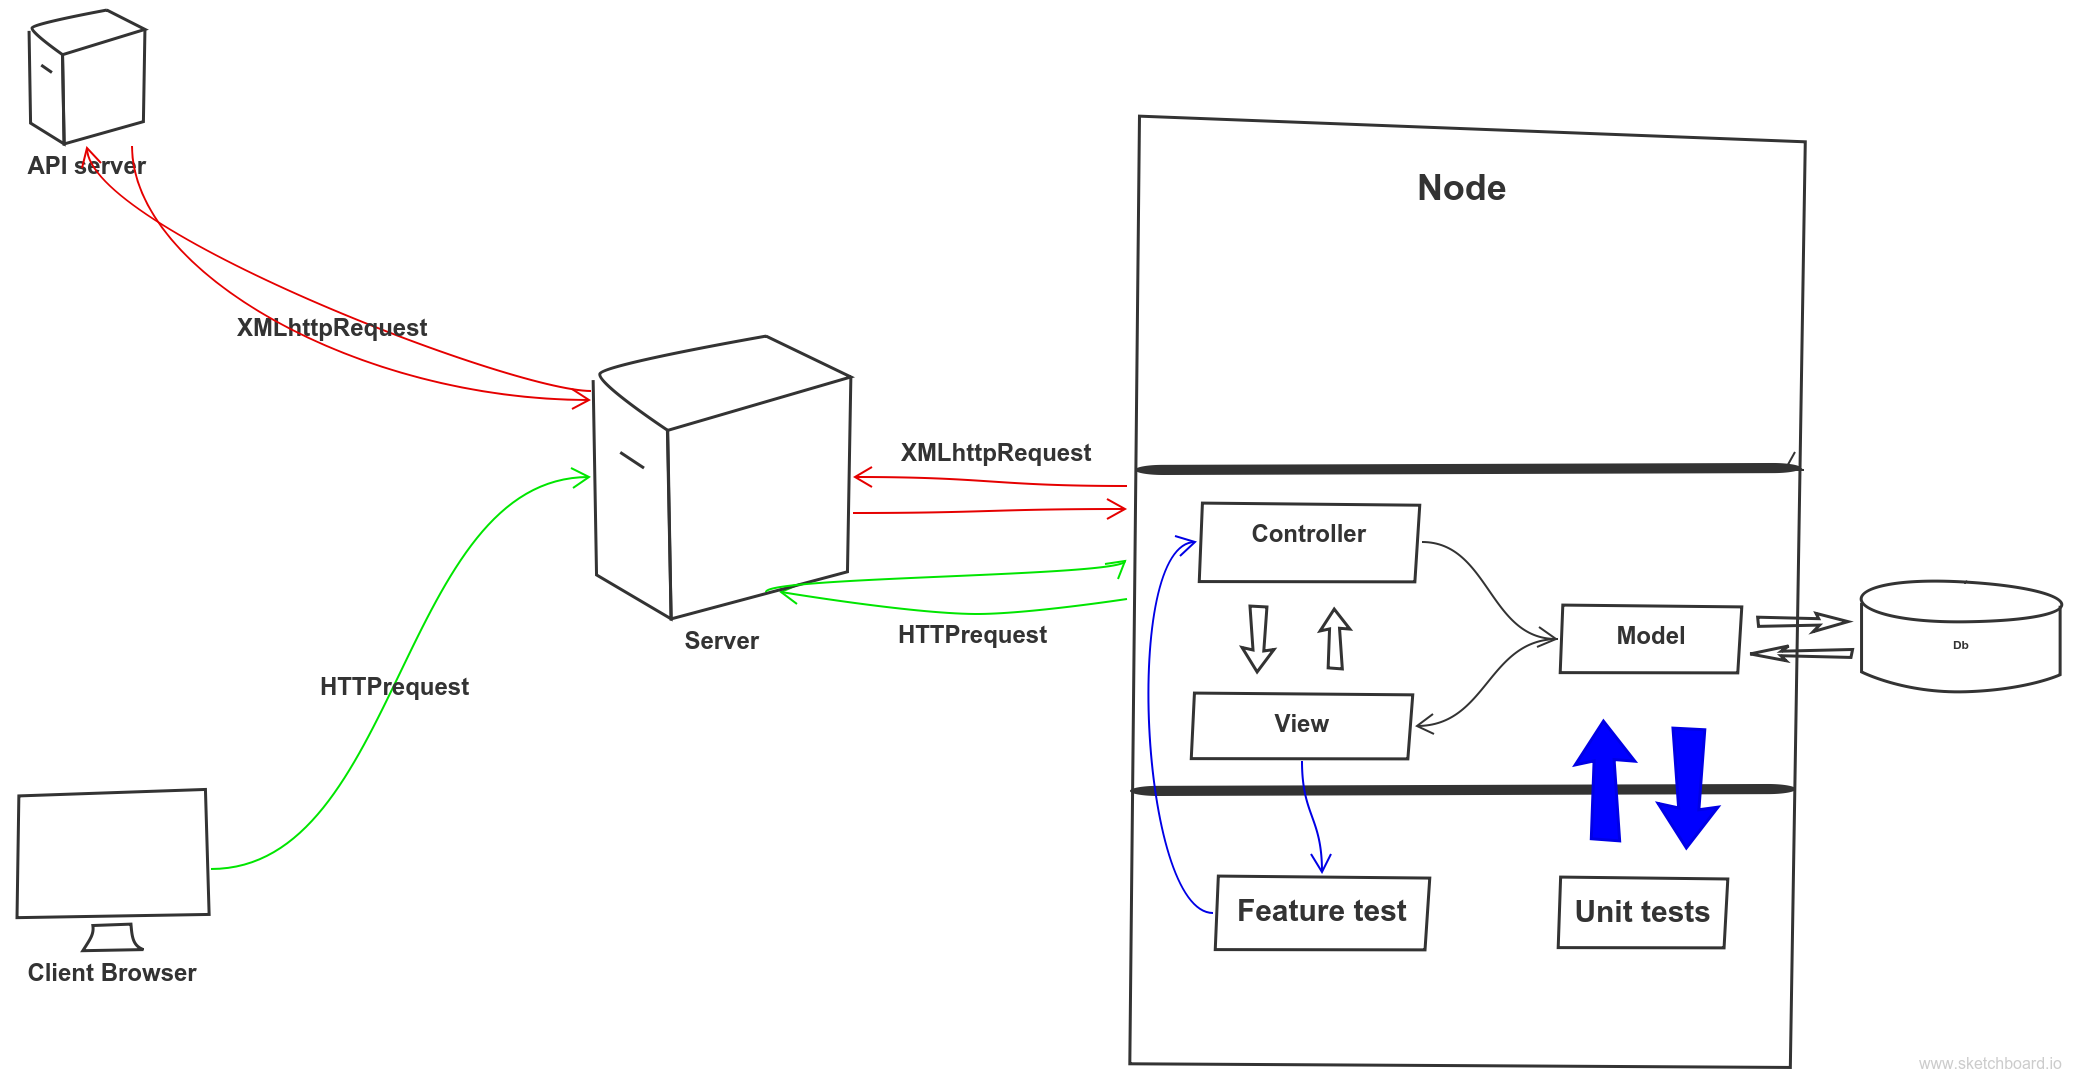 API server
Node
XMLhttpRequest
XMLhttpRequest
Controller
Model
Db
HTTPrequest
Server
HTTPrequest
View
Feature test
Unit tests
Client Browser
www.sketchboard.io